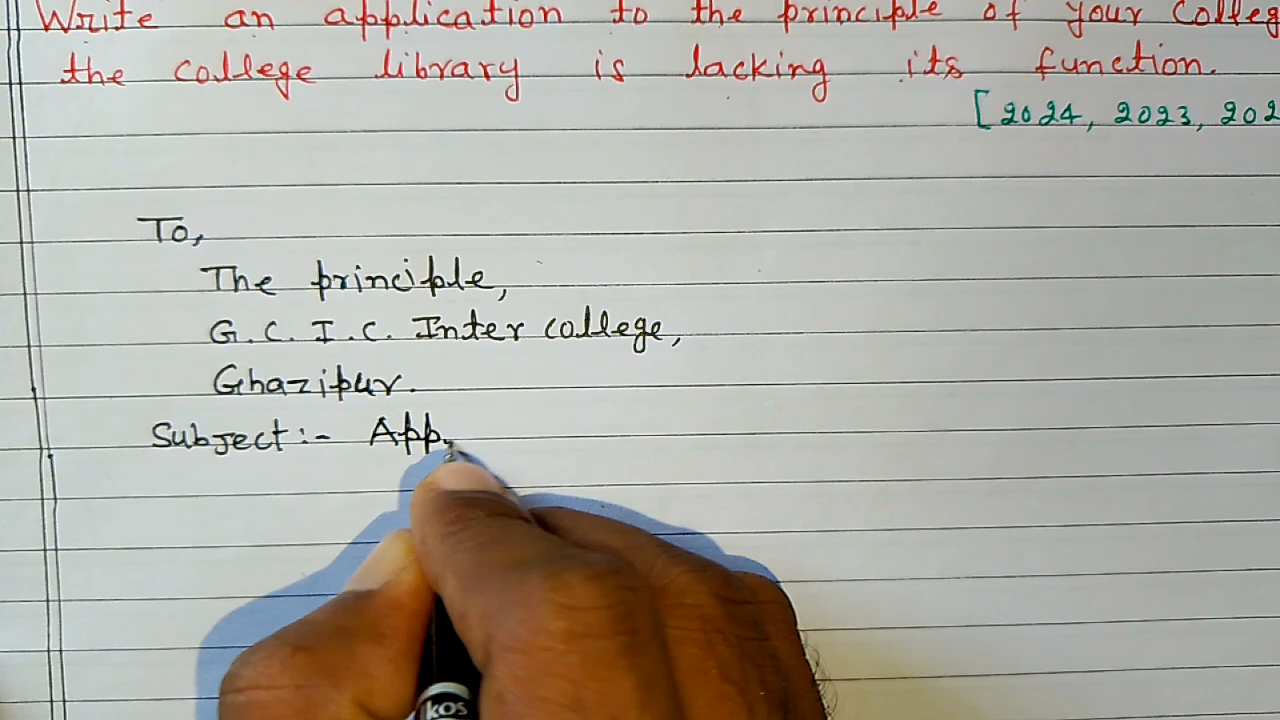 Write an application to the principle of your Colleg
the college library is lacking its function.
[2024, 2023, 202
To,
The principle,
G.C.I.C. Inter college,
Ghazipur.
Subject:- App
kos